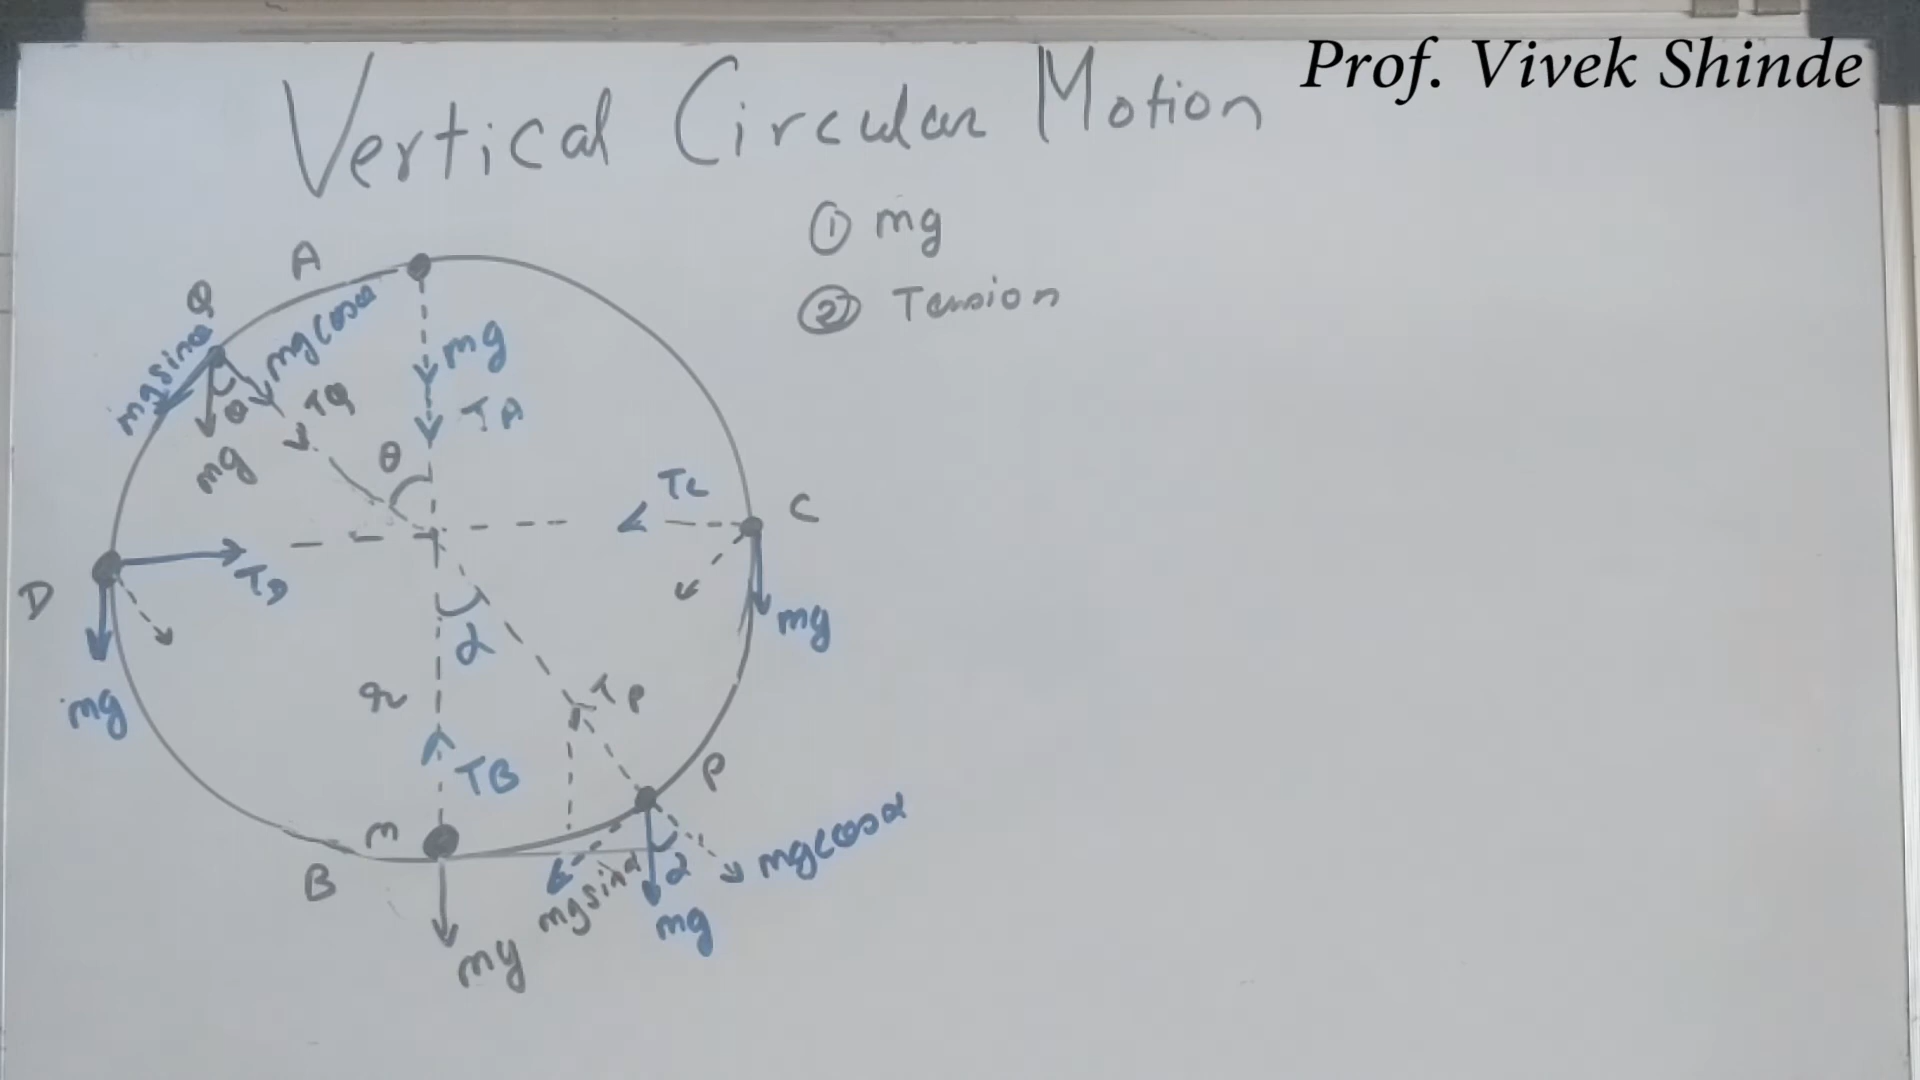 Prof. Vivek Shinde
Vertical Circular Motion
① mg
② Tension
A
Q
mg cosθ
mg sinθ
mg
θ
TQ
TA
mg
θ
Tc
C
D
TD
mg
α
mg
r
TP
TB
P
m
mg cosα
B
α
mg sinα
mg
mg